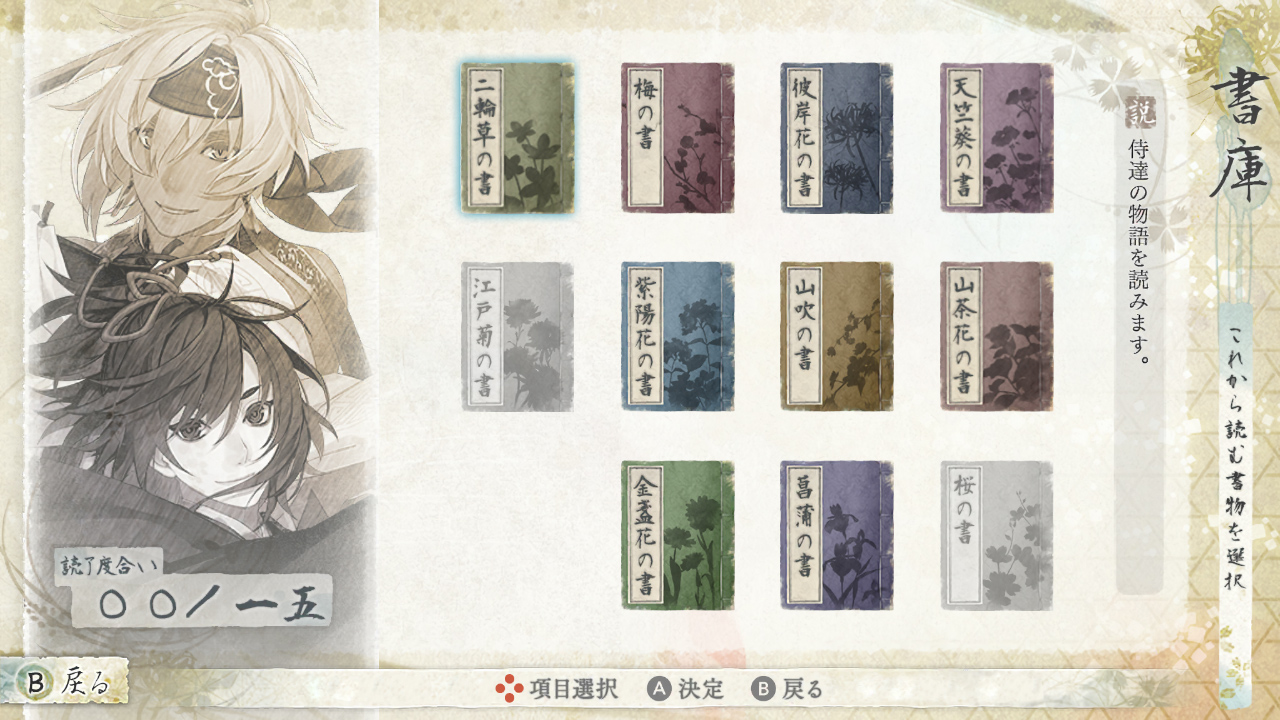 書庫
これから読む書物を選択
説
侍達の物語を読みます。
天竺葵の書
彼岸花の書
梅の書
二輪草の書
山茶花の書
山吹の書
紫陽花の書
江戸菊の書
桜の書
菖蒲の書
金盞花の書
読了度合い
〇〇/一五
B 戻る
項目選択 A 決定 B 戻る